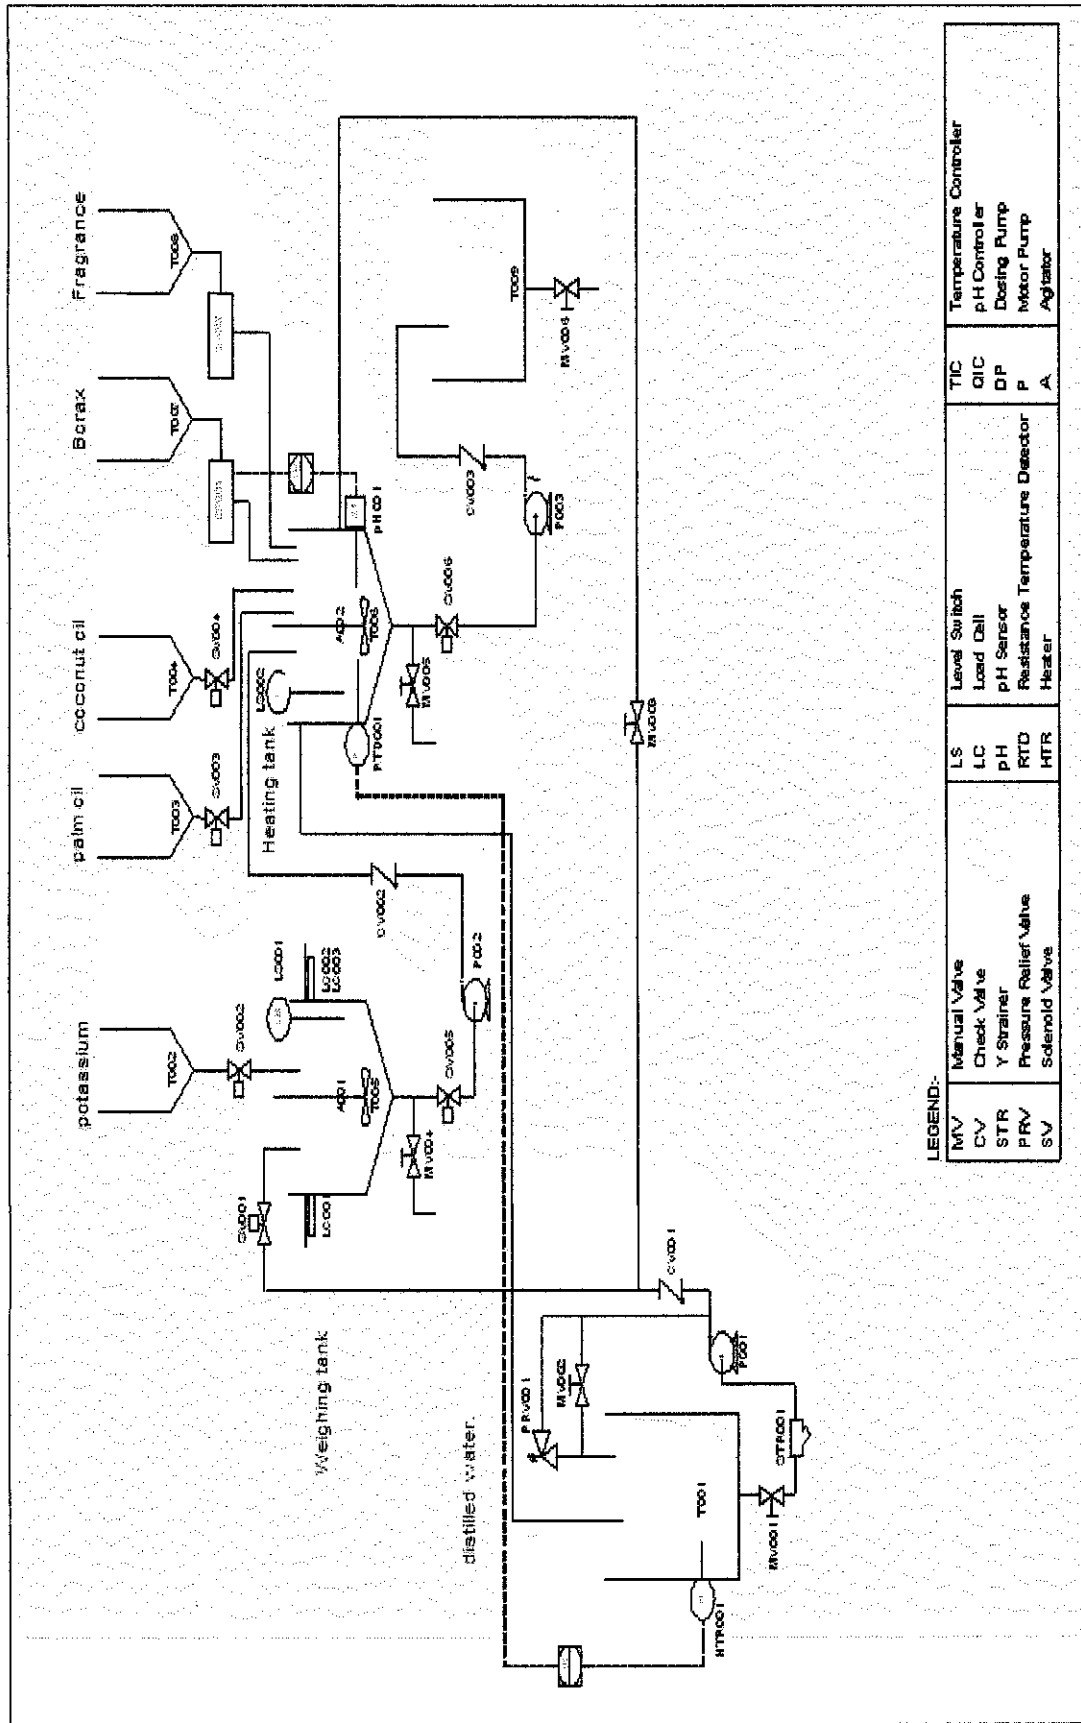 potassium
palm oil
coconut oil
Borax
Fragrance
T002
T003
T004
T007
T008
SV002
SV003
SV004
SV001
Weighing tank
LS001
LC001
LC002
LC003
A001
T005
MV004
SV005
P002
CV002
Heating tank
LS002
A002
T006
RTD001
pH001
MV005
SV006
P003
CV003
T009
MV006
MV003
distilled water
PRV001
MV002
CV001
P001
T001
HTR001
MV001
STR001
LEGEND:-
MV Manual Valve LS Level Switch TIC Temperature Controller
CV Check Valve LC Load Cell QIC pH Controller
STR Y Strainer pH pH Sensor DP Dosing Pump
PRV Pressure Relief Valve RTD Resistance Temperature Detector P Motor Pump
SV Solenoid Valve HTR Heater A Agitator